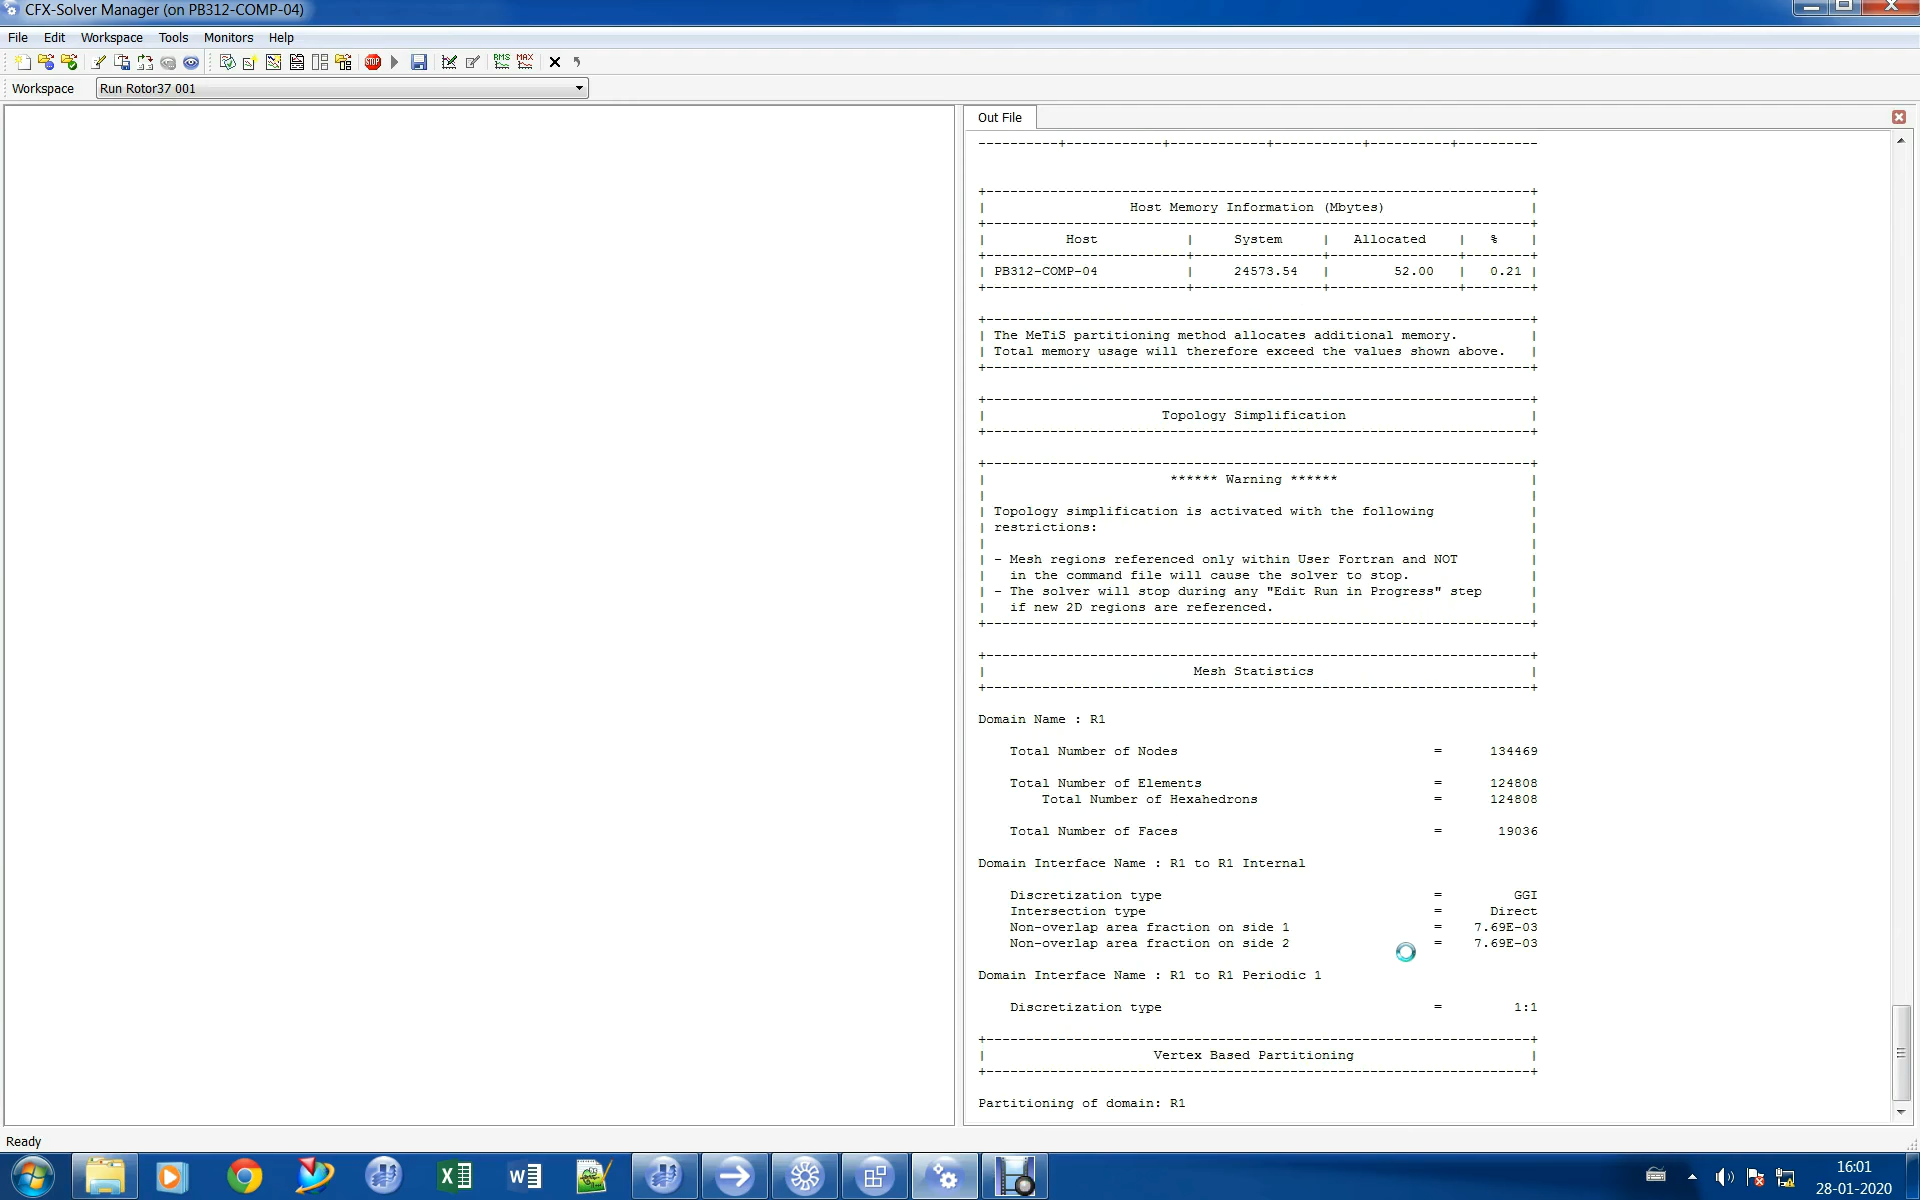 CFX-Solver Manager (on PB312-COMP-04)
File Edit Workspace Tools Monitors Help
STOP RMS MAX
Workspace Run Rotor37 001
Out File
----------+------------+------------+-----------+----------+----------
+--------------------------------------------------------------------+
| Host Memory Information (Mbytes) |
+--------------------------------------------------------------------+
| Host | System | Allocated | % |
+-------------------------+----------------+----------------+--------+
| PB312-COMP-04 | 24573.54 | 52.00 | 0.21 |
+-------------------------+----------------+----------------+--------+
+--------------------------------------------------------------------+
| The MeTiS partitioning method allocates additional memory. |
| Total memory usage will therefore exceed the values shown above. |
+--------------------------------------------------------------------+
+--------------------------------------------------------------------+
| Topology Simplification |
+--------------------------------------------------------------------+
+--------------------------------------------------------------------+
| ****** Warning ****** |
| |
| Topology simplification is activated with the following |
| restrictions: |
| |
| - Mesh regions referenced only within User Fortran and NOT |
| in the command file will cause the solver to stop. |
| - The solver will stop during any "Edit Run in Progress" step |
| if new 2D regions are referenced. |
+--------------------------------------------------------------------+
+--------------------------------------------------------------------+
| Mesh Statistics |
+--------------------------------------------------------------------+
Domain Name : R1
Total Number of Nodes = 134469
Total Number of Elements = 124808
Total Number of Hexahedrons = 124808
Total Number of Faces = 19036
Domain Interface Name : R1 to R1 Internal
Discretization type = GGI
Intersection type = Direct
Non-overlap area fraction on side 1 = 7.69E-03
Non-overlap area fraction on side 2 = 7.69E-03
Domain Interface Name : R1 to R1 Periodic 1
Discretization type = 1:1
+--------------------------------------------------------------------+
| Vertex Based Partitioning |
+--------------------------------------------------------------------+
Partitioning of domain: R1
Ready
16:01
28-01-2020